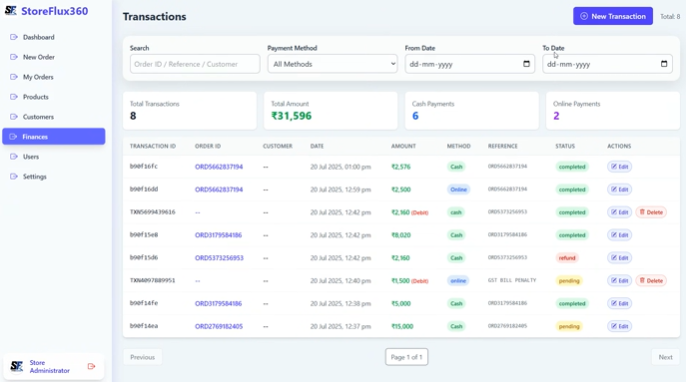 StoreFlux360
Transactions
New Transaction
Total: 8
Dashboard
New Order
My Orders
Products
Customers
Finances
Users
Settings
Search
Payment Method
From Date
To Date
Order ID / Reference / Customer
All Methods
dd-mm-yyyy
dd-mm-yyyy
Total Transactions
Total Amount
Cash Payments
Online Payments
8
₹31,596
6
2
TRANSACTION ID ORDER ID CUSTOMER DATE AMOUNT METHOD REFERENCE STATUS ACTIONS
b90f16fc ORD5662837194 -- 20 Jul 2025, 01:00 pm ₹2,576 Cash ORD5662837194 completed Edit
b90f16dd ORD5662837194 -- 20 Jul 2025, 12:59 pm ₹2,500 Online ORD5662837194 completed Edit
TXN5699439616 -- -- 20 Jul 2025, 12:42 pm ₹2,160 (Debit) cash ORD5373256953 completed Edit Delete
b90f15e8 ORD3179584186 -- 20 Jul 2025, 12:42 pm ₹8,020 Cash ORD3179584186 completed Edit
b90f15d6 ORD5373256953 -- 20 Jul 2025, 12:42 pm ₹2,160 Cash ORD5373256953 refund Edit
TXN4097889951 -- -- 20 Jul 2025, 12:40 pm ₹1,500 (Debit) online GST BILL PENALTY pending Edit Delete
b90f14fe ORD3179584186 -- 20 Jul 2025, 12:38 pm ₹5,000 Cash ORD3179584186 completed Edit
b90f14ea ORD2769182405 -- 20 Jul 2025, 12:37 pm ₹15,000 Cash ORD2769182405 pending Edit
Previous
Page 1 of 1
Next
Store
Administrator